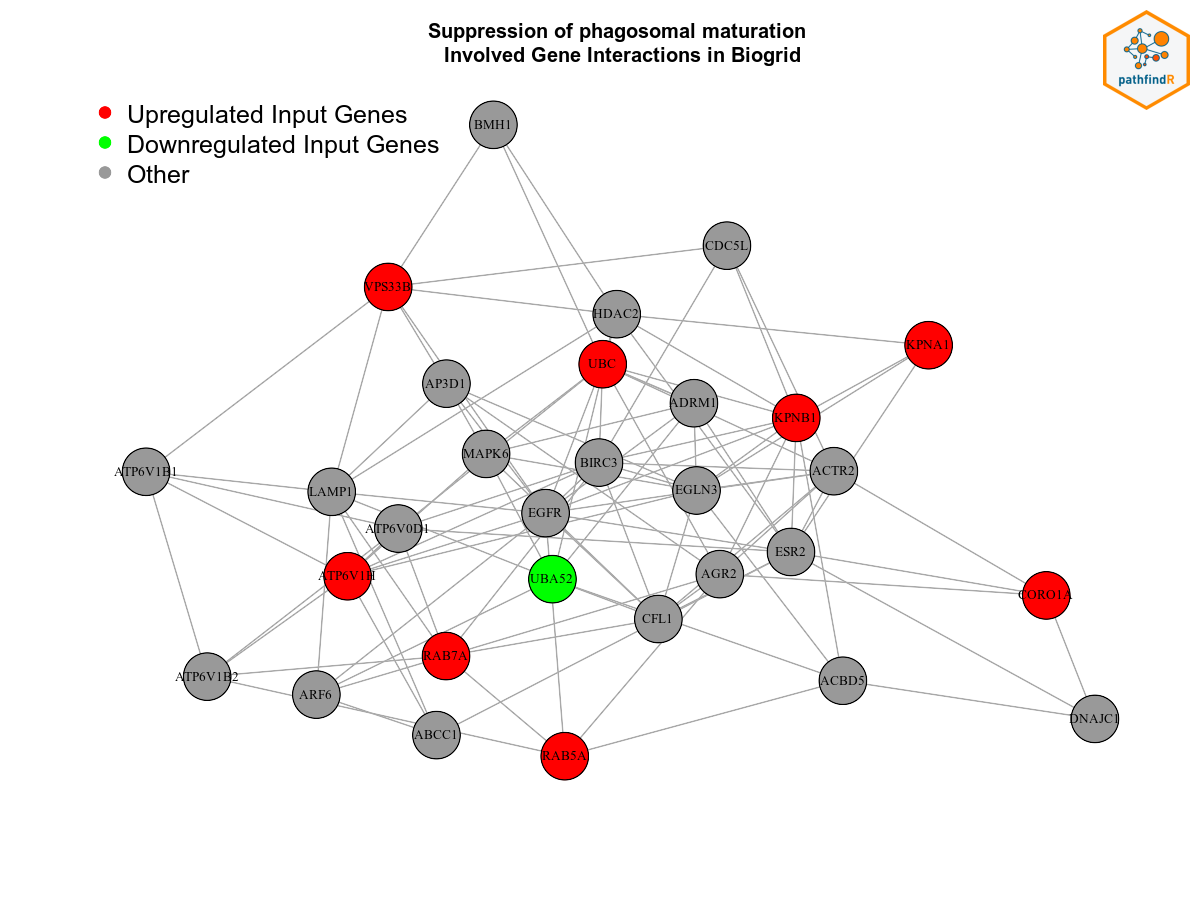 Suppression of phagosomal maturation
Involved Gene Interactions in Biogrid
pathfindR
Upregulated Input Genes
Downregulated Input Genes
Other
BMH1
CDC5L
VPS33B
HDAC2
KPNA1
UBC
AP3D1
ADRM1
KPNB1
MAPK6
BIRC3
ACTR2
ATP6V1B1
LAMP1
EGLN3
EGFR
ATP6V0D1
ESR2
ATP6V1H
UBA52
AGR2
CORO1A
CFL1
RAB7A
ATP6V1B2
ACBD5
ARF6
DNAJC1
ABCC1
RAB5A